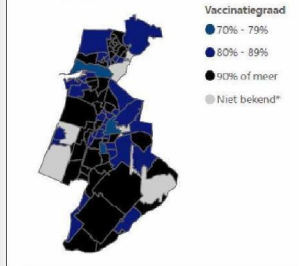 Vaccinatiegraad
70% - 79%
80% - 89%
90% of meer
Niet bekend*